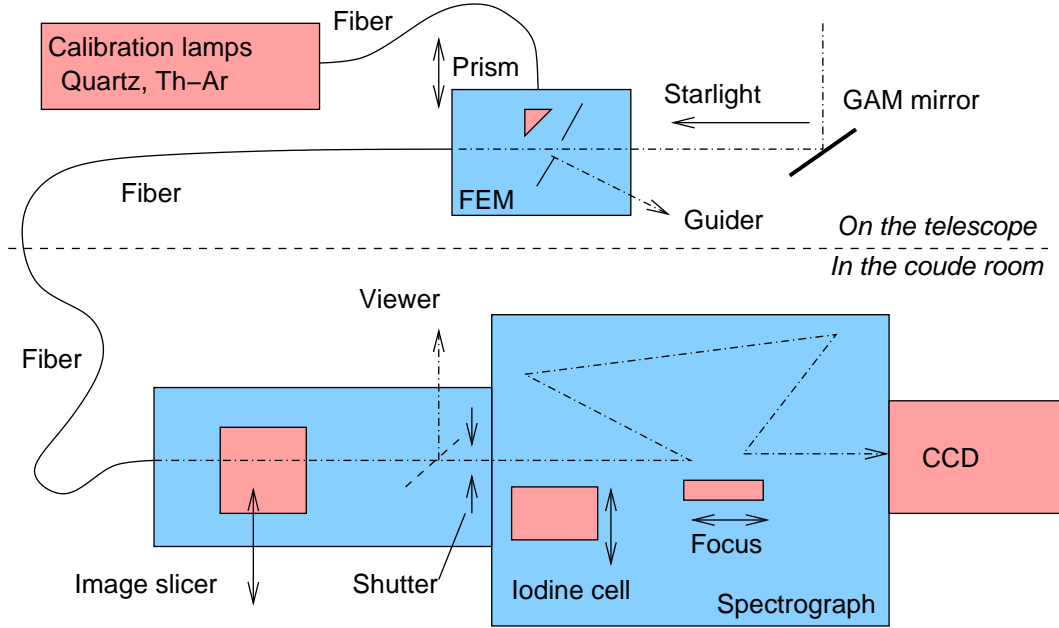 Fiber
Calibration lamps
Quartz, Th−Ar
Prism
Starlight
GAM mirror
FEM
Fiber
Guider
On the telescope
In the coude room
Viewer
Fiber
CCD
Focus
Image slicer
Shutter
Iodine cell
Spectrograph